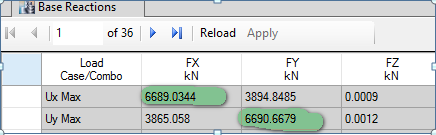 Base Reactions
1 of 36 Reload Apply
Load Case/Combo FX kN FY kN FZ kN
Ux Max 6689.0344 3894.8485 0.0009
Uy Max 3865.058 6690.6679 0.0012